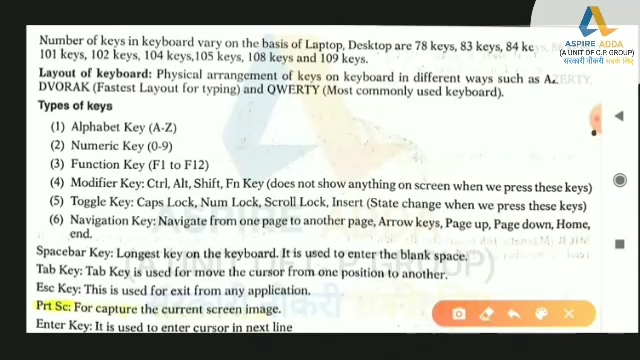 ASPIRE ADDA
(A UNIT OF C.P. GROUP)
सरकारी नौकरी सबके लिए
Number of keys in keyboard vary on the basis of Laptop, Desktop are 78 keys, 83 keys, 84 keys,
101 keys, 102 keys, 104 keys,105 keys, 108 keys and 109 keys.
Layout of keyboard: Physical arrangement of keys on keyboard in different ways such as AZERTY,
DVORAK (Fastest Layout for typing) and QWERTY (Most commonly used keyboard).
Types of keys
(1) Alphabet Key (A-Z)
(2) Numeric Key (0-9)
(3) Function Key (F1 to F12)
(4) Modifier Key: Ctrl, Alt, Shift, Fn Key (does not show anything on screen when we press these keys)
(5) Toggle Key: Caps Lock, Num Lock, Scroll Lock, Insert (State change when we press these keys)
(6) Navigation Key: Navigate from one page to another page, Arrow keys, Page up, Page down, Home,
end.
Spacebar Key: Longest key on the keyboard. It is used to enter the blank space.
Tab Key: Tab Key is used for move the cursor from one position to another.
Esc Key: This is used for exit from any application.
Prt Sc: For capture the current screen image.
Enter Key: It is used to enter cursor in next line